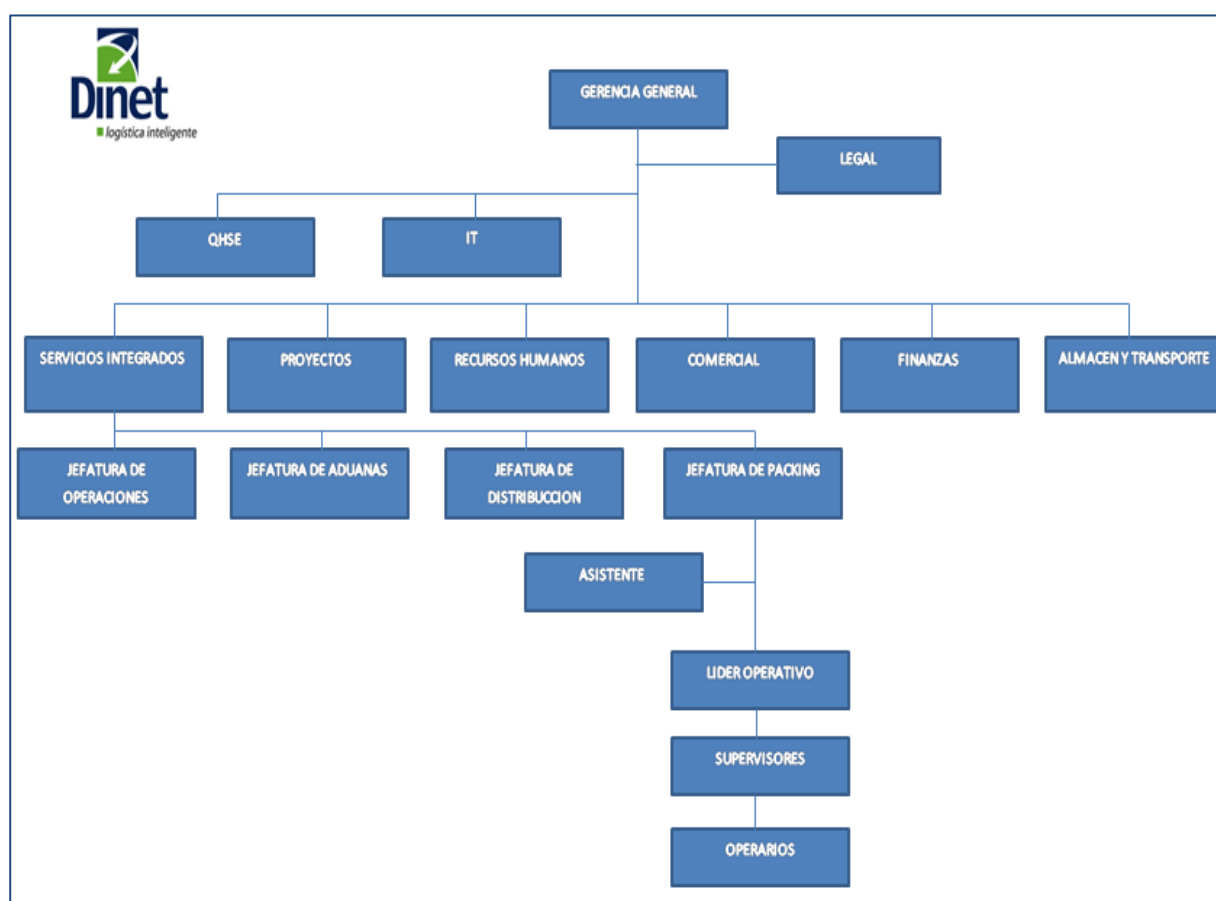 Dinet
logística inteligente
GERENCIA GENERAL
LEGAL
QHSE
IT
SERVICIOS INTEGRADOS
PROYECTOS
RECURSOS HUMANOS
COMERCIAL
FINANZAS
ALMACEN Y TRANSPORTE
JEFATURA DE
OPERACIONES
JEFATURA DE ADUANAS
JEFATURA DE
DISTRIBUCCION
JEFATURA DE PACKING
ASISTENTE
LIDER OPERATIVO
SUPERVISORES
OPERARIOS